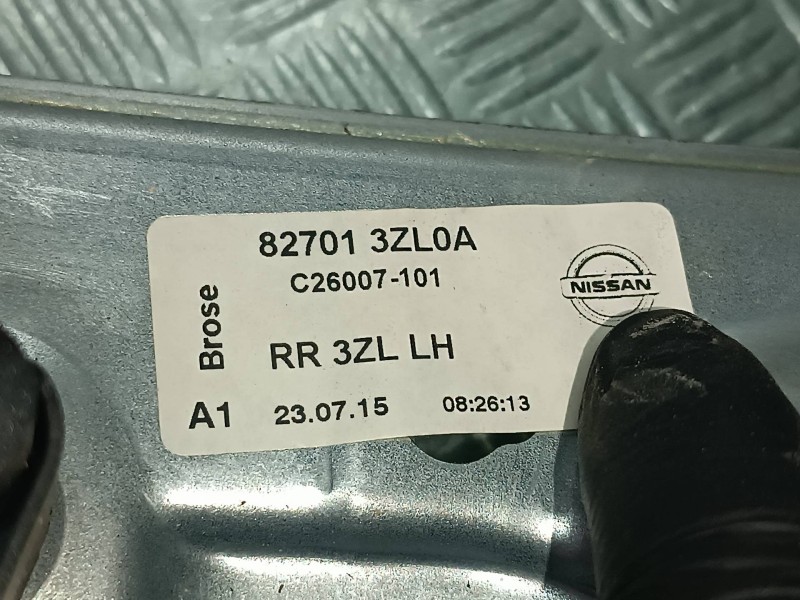 82701 3ZL0A
C26007-101
NISSAN
Brose
RR 3ZL LH
A1 23.07.15 08:26:13